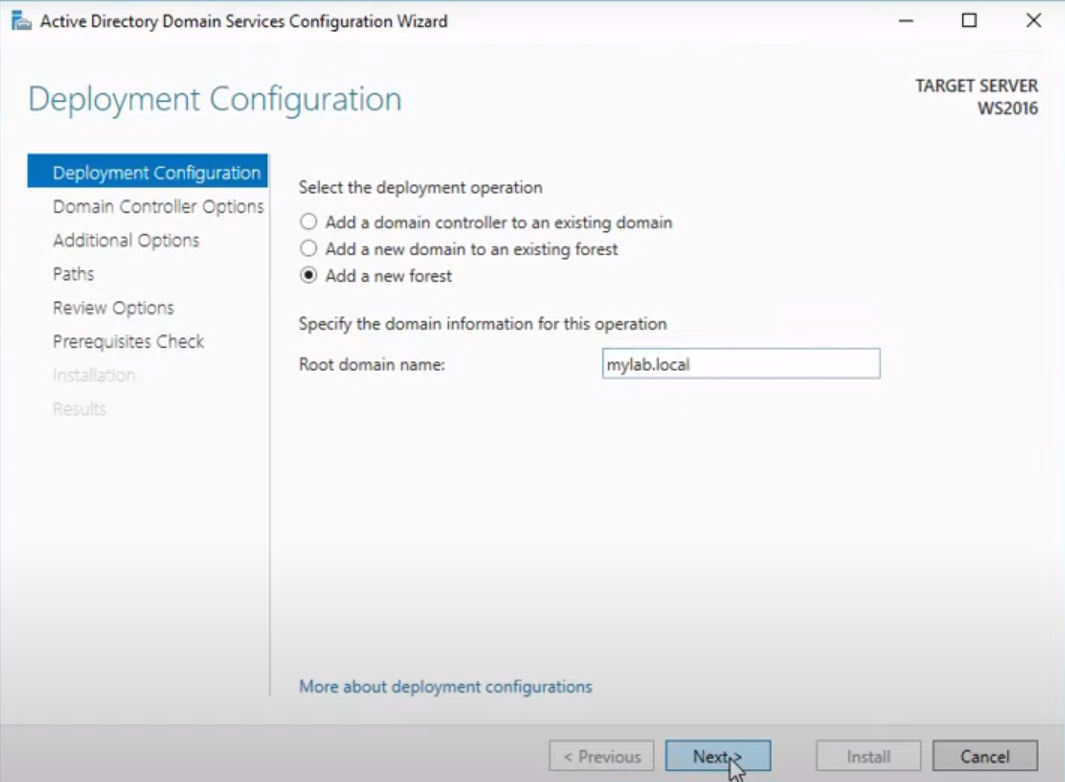 Active Directory Domain Services Configuration Wizard
Deployment Configuration
TARGET SERVER
WS2016
Deployment Configuration
Domain Controller Options
Additional Options
Paths
Review Options
Prerequisites Check
Installation
Results
Select the deployment operation
Add a domain controller to an existing domain
Add a new domain to an existing forest
Add a new forest
Specify the domain information for this operation
Root domain name: mylab.local
More about deployment configurations
< Previous Next > Install Cancel